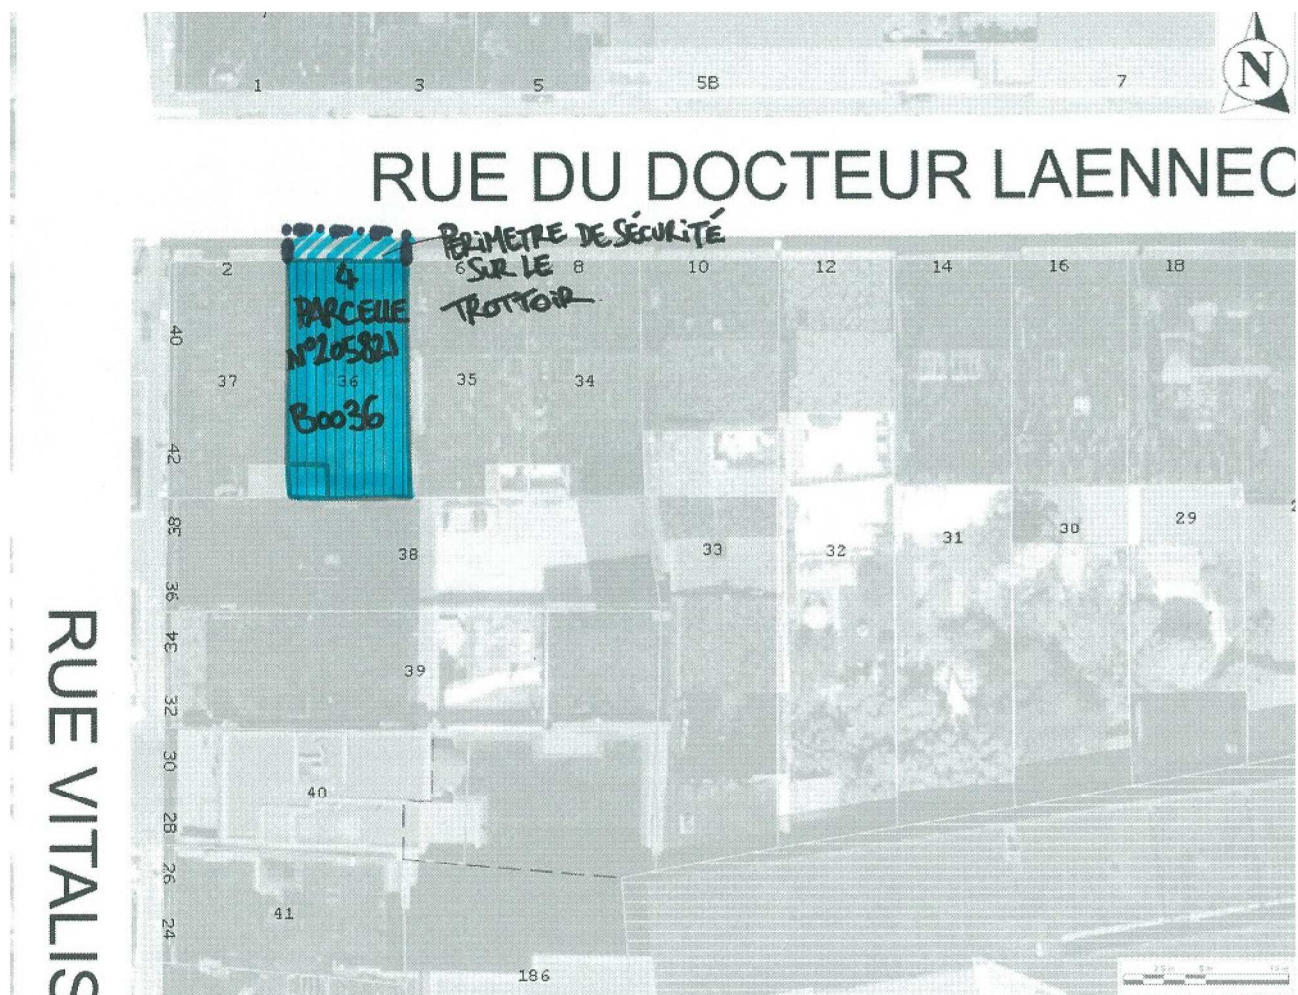 1 3 5 5B 7
N
RUE DU DOCTEUR LAENNEC
PÉRIMETRE DE SÉCURITÉ
SUR LE
TROTTOIR
2 4 6 8 10 12 14 16 18
PARCELLE
N°205821
B0036
40
37 36 35 34
42
38
38 33 32 31 30 29
36
34
39
32
30
40
28
26
41
24
186
RUE VITALIS